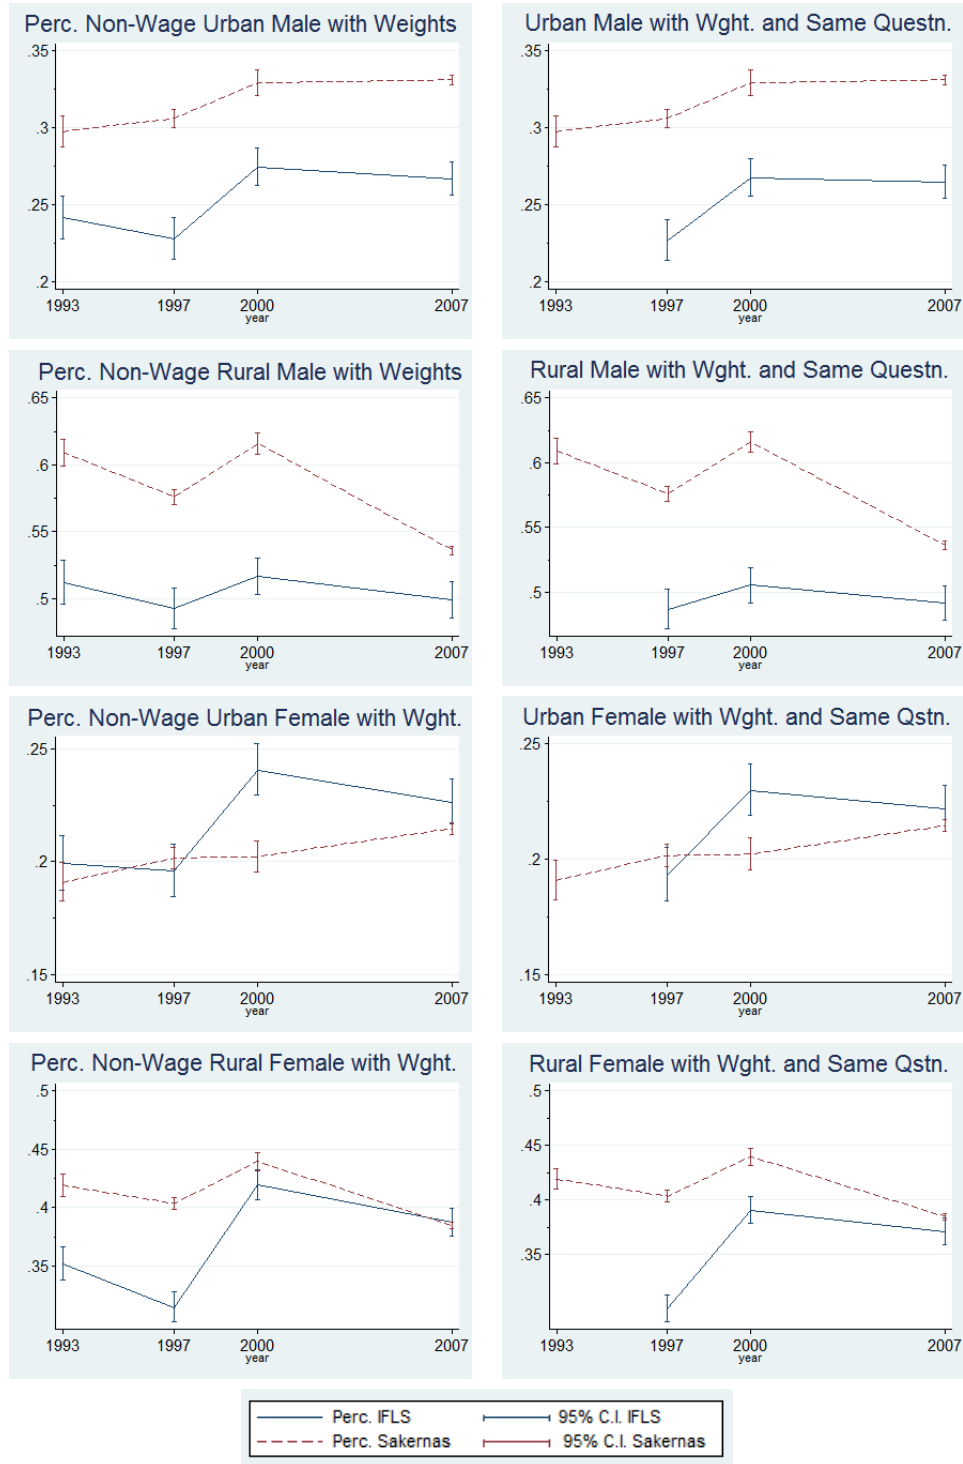 Perc. Non-Wage Urban Male with Weights
.35
.3
.25
.2
1993 1997 2000 2007
year
Urban Male with Wght. and Same Questn.
.35
.3
.25
.2
1993 1997 2000 2007
year
Perc. Non-Wage Rural Male with Weights
.65
.6
.55
.5
1993 1997 2000 2007
year
Rural Male with Wght. and Same Questn.
.65
.6
.55
.5
1993 1997 2000 2007
year
Perc. Non-Wage Urban Female with Wght.
.25
.2
.15
1993 1997 2000 2007
year
Urban Female with Wght. and Same Qstn.
.25
.2
.15
1993 1997 2000 2007
year
Perc. Non-Wage Rural Female with Wght.
.5
.45
.4
.35
1993 1997 2000 2007
year
Rural Female with Wght. and Same Qstn.
.5
.45
.4
.35
1993 1997 2000 2007
year
Perc. IFLS 95% C.I. IFLS
Perc. Sakernas 95% C.I. Sakernas